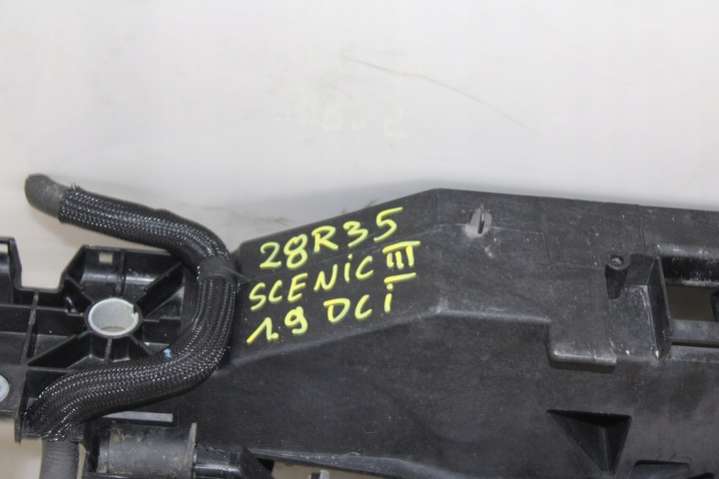 28R35
SCENIC III
1.9 DCI